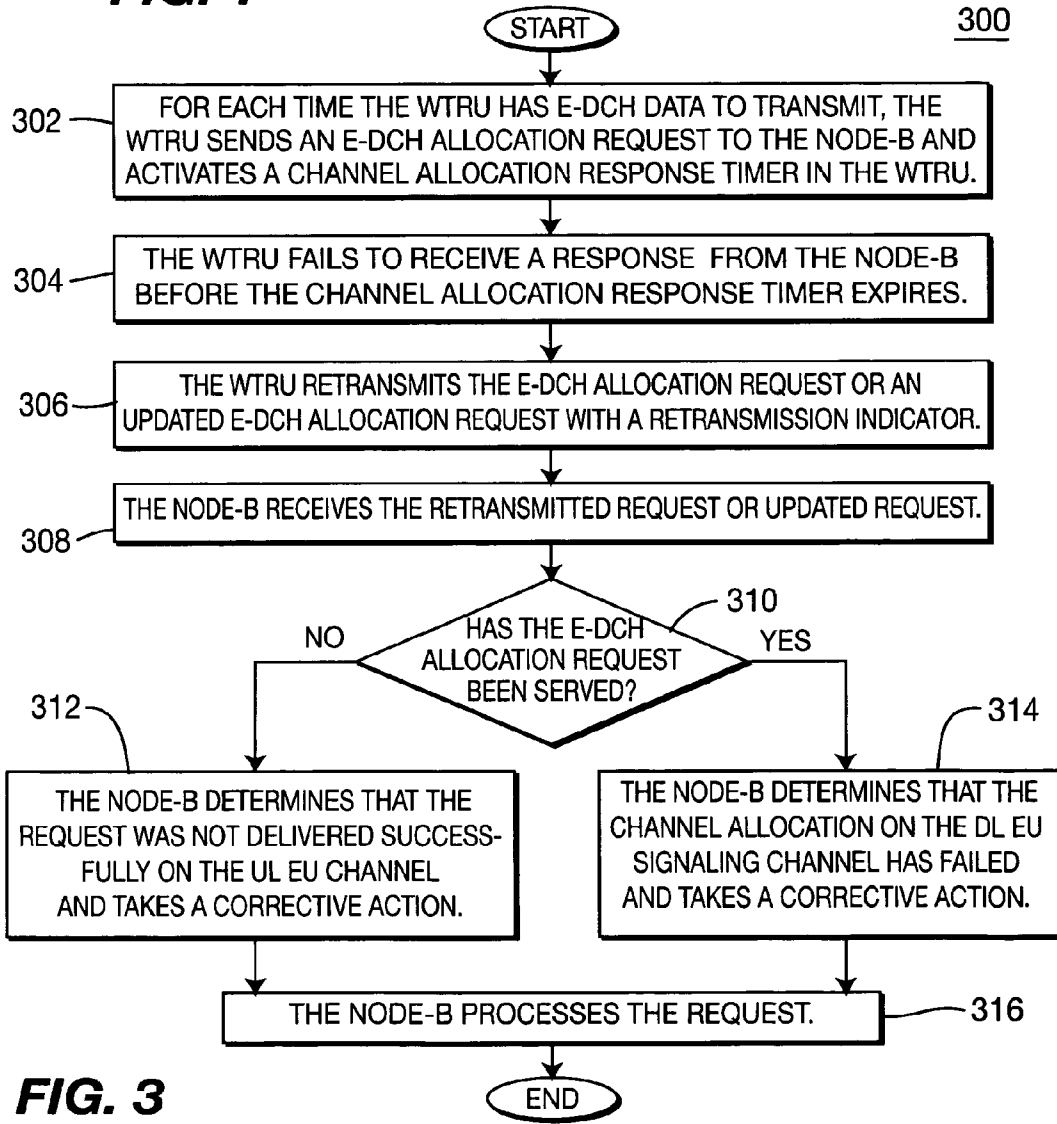 START
300
302
FOR EACH TIME THE WTRU HAS E-DCH DATA TO TRANSMIT, THE
WTRU SENDS AN E-DCH ALLOCATION REQUEST TO THE NODE-B AND
ACTIVATES A CHANNEL ALLOCATION RESPONSE TIMER IN THE WTRU.
304
THE WTRU FAILS TO RECEIVE A RESPONSE FROM THE NODE-B
BEFORE THE CHANNEL ALLOCATION RESPONSE TIMER EXPIRES.
306
THE WTRU RETRANSMITS THE E-DCH ALLOCATION REQUEST OR AN
UPDATED E-DCH ALLOCATION REQUEST WITH A RETRANSMISSION INDICATOR.
308
THE NODE-B RECEIVES THE RETRANSMITTED REQUEST OR UPDATED REQUEST.
310
HAS THE E-DCH
ALLOCATION REQUEST
BEEN SERVED?
NO
YES
312
THE NODE-B DETERMINES THAT THE
REQUEST WAS NOT DELIVERED SUCCESS-
FULLY ON THE UL EU CHANNEL
AND TAKES A CORRECTIVE ACTION.
314
THE NODE-B DETERMINES THAT THE
CHANNEL ALLOCATION ON THE DL EU
SIGNALING CHANNEL HAS FAILED
AND TAKES A CORRECTIVE ACTION.
THE NODE-B PROCESSES THE REQUEST.
316
END
FIG. 3